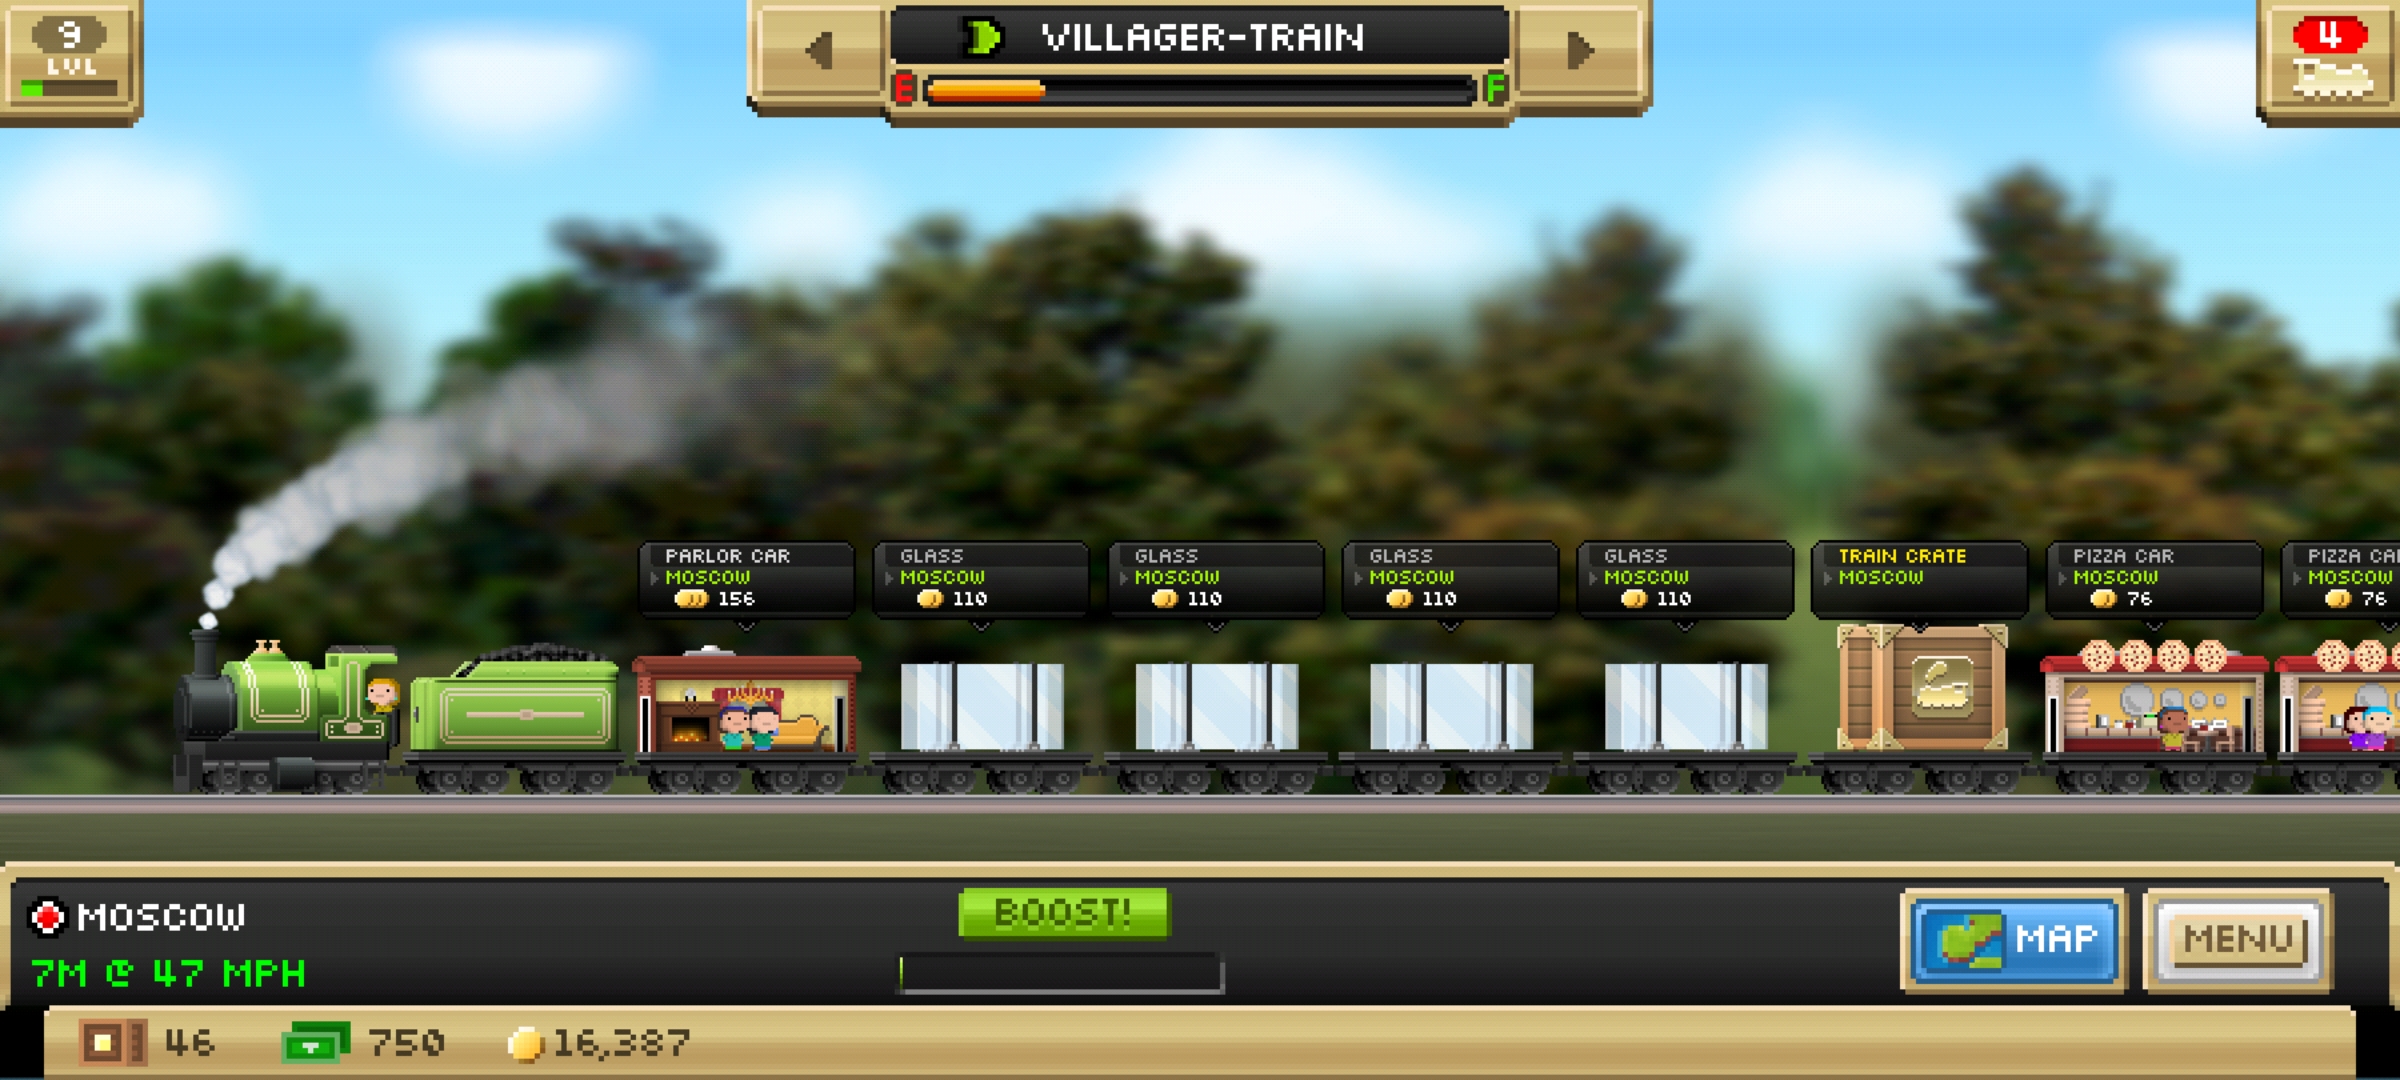 9
LVL
VILLAGER-TRAIN
E F
4
PARLOR CAR
MOSCOW
156
GLASS
MOSCOW
110
GLASS
MOSCOW
110
GLASS
MOSCOW
110
GLASS
MOSCOW
110
TRAIN CRATE
MOSCOW
PIZZA CAR
MOSCOW
76
PIZZA CAR
MOSCOW
76
MOSCOW
7M @ 47 MPH
BOOST!
MAP
MENU
46 750 16,387